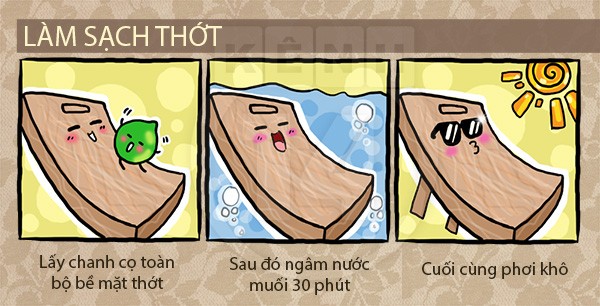 LÀM SẠCH THỚT
KÊNH
Lấy chanh cọ toàn
bộ bề mặt thớt
Sau đó ngâm nước
muối 30 phút
Cuối cùng phơi khô